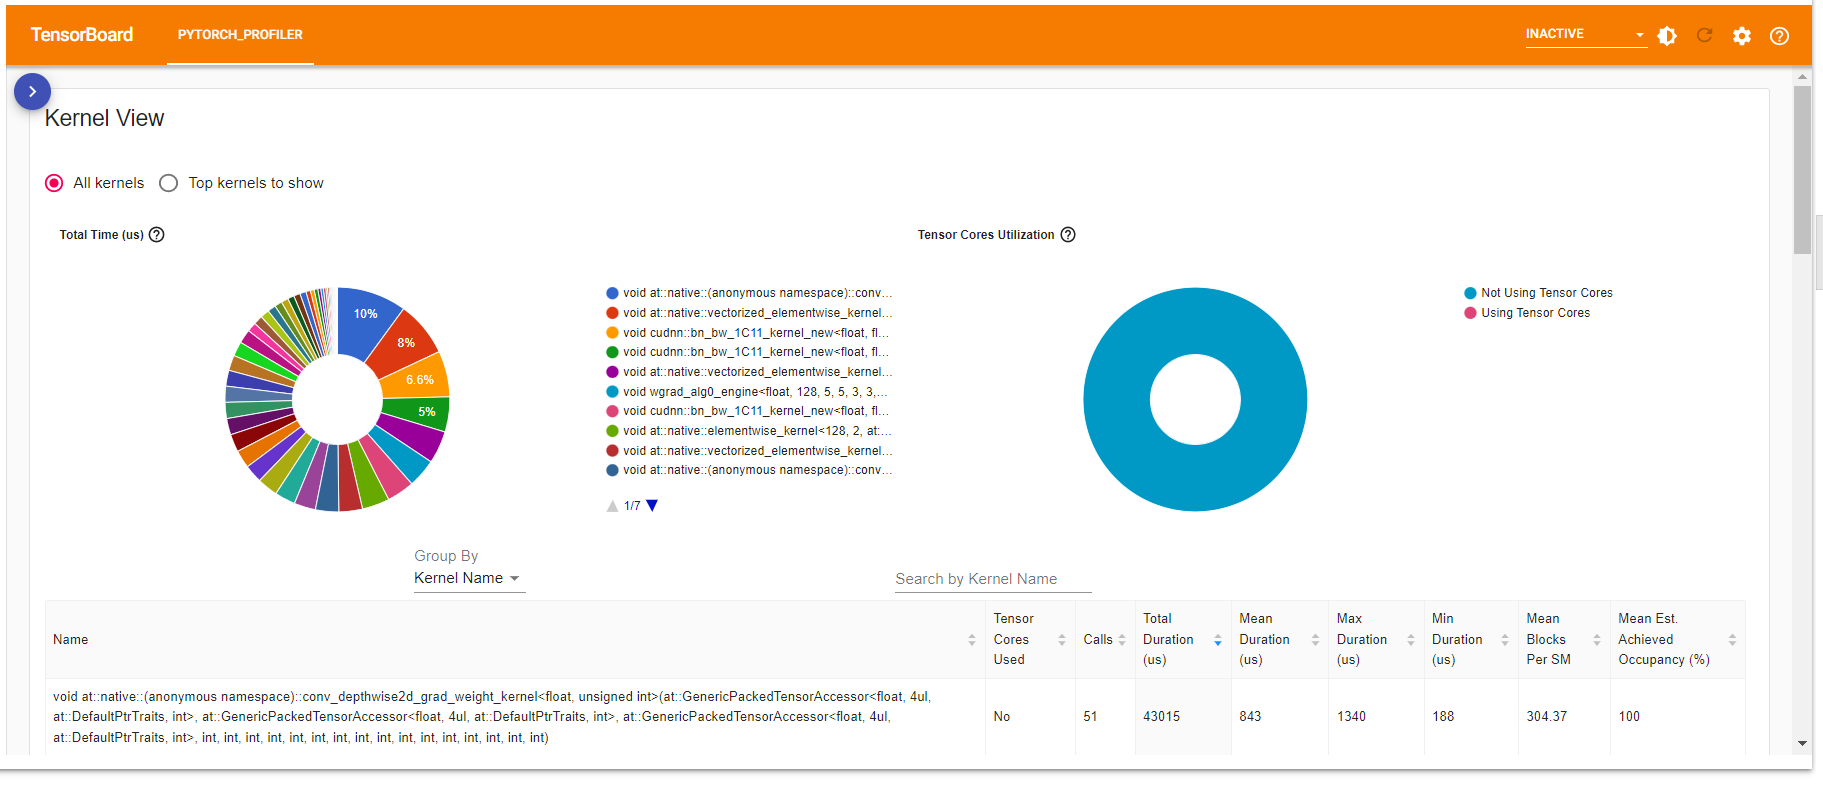 TensorBoard
PYTORCH_PROFILER
INACTIVE
Kernel View
All kernels
Top kernels to show
Total Time (us)
10%
8%
6.6%
5%
void at::native::(anonymous namespace)::conv...
void at::native::vectorized_elementwise_kernel...
void cudnn::bn_bw_1C11_kernel_new<float, fl...
void cudnn::bn_bw_1C11_kernel_new<float, fl...
void at::native::vectorized_elementwise_kernel...
void wgrad_alg0_engine<float, 128, 5, 5, 3, 3,...
void cudnn::bn_bw_1C11_kernel_new<float, fl...
void at::native::elementwise_kernel<128, 2, at:...
void at::native::vectorized_elementwise_kernel...
void at::native::(anonymous namespace)::conv...
1/7
Tensor Cores Utilization
Not Using Tensor Cores
Using Tensor Cores
Group By
Kernel Name
Search by Kernel Name
Name
Tensor
Cores
Used
Calls
Total
Duration
(us)
Mean
Duration
(us)
Max
Duration
(us)
Min
Duration
(us)
Mean
Blocks
Per SM
Mean Est.
Achieved
Occupancy (%)
void at::native::(anonymous namespace)::conv_depthwise2d_grad_weight_kernel<float, unsigned int>(at::GenericPackedTensorAccessor<float, 4ul,
at::DefaultPtrTraits, int>, at::GenericPackedTensorAccessor<float, 4ul, at::DefaultPtrTraits, int>, at::GenericPackedTensorAccessor<float, 4ul,
at::DefaultPtrTraits, int>, int, int, int, int, int, int, int, int, int, int, int, int, int, int, int, int)
No
51
43015
843
1340
188
304.37
100